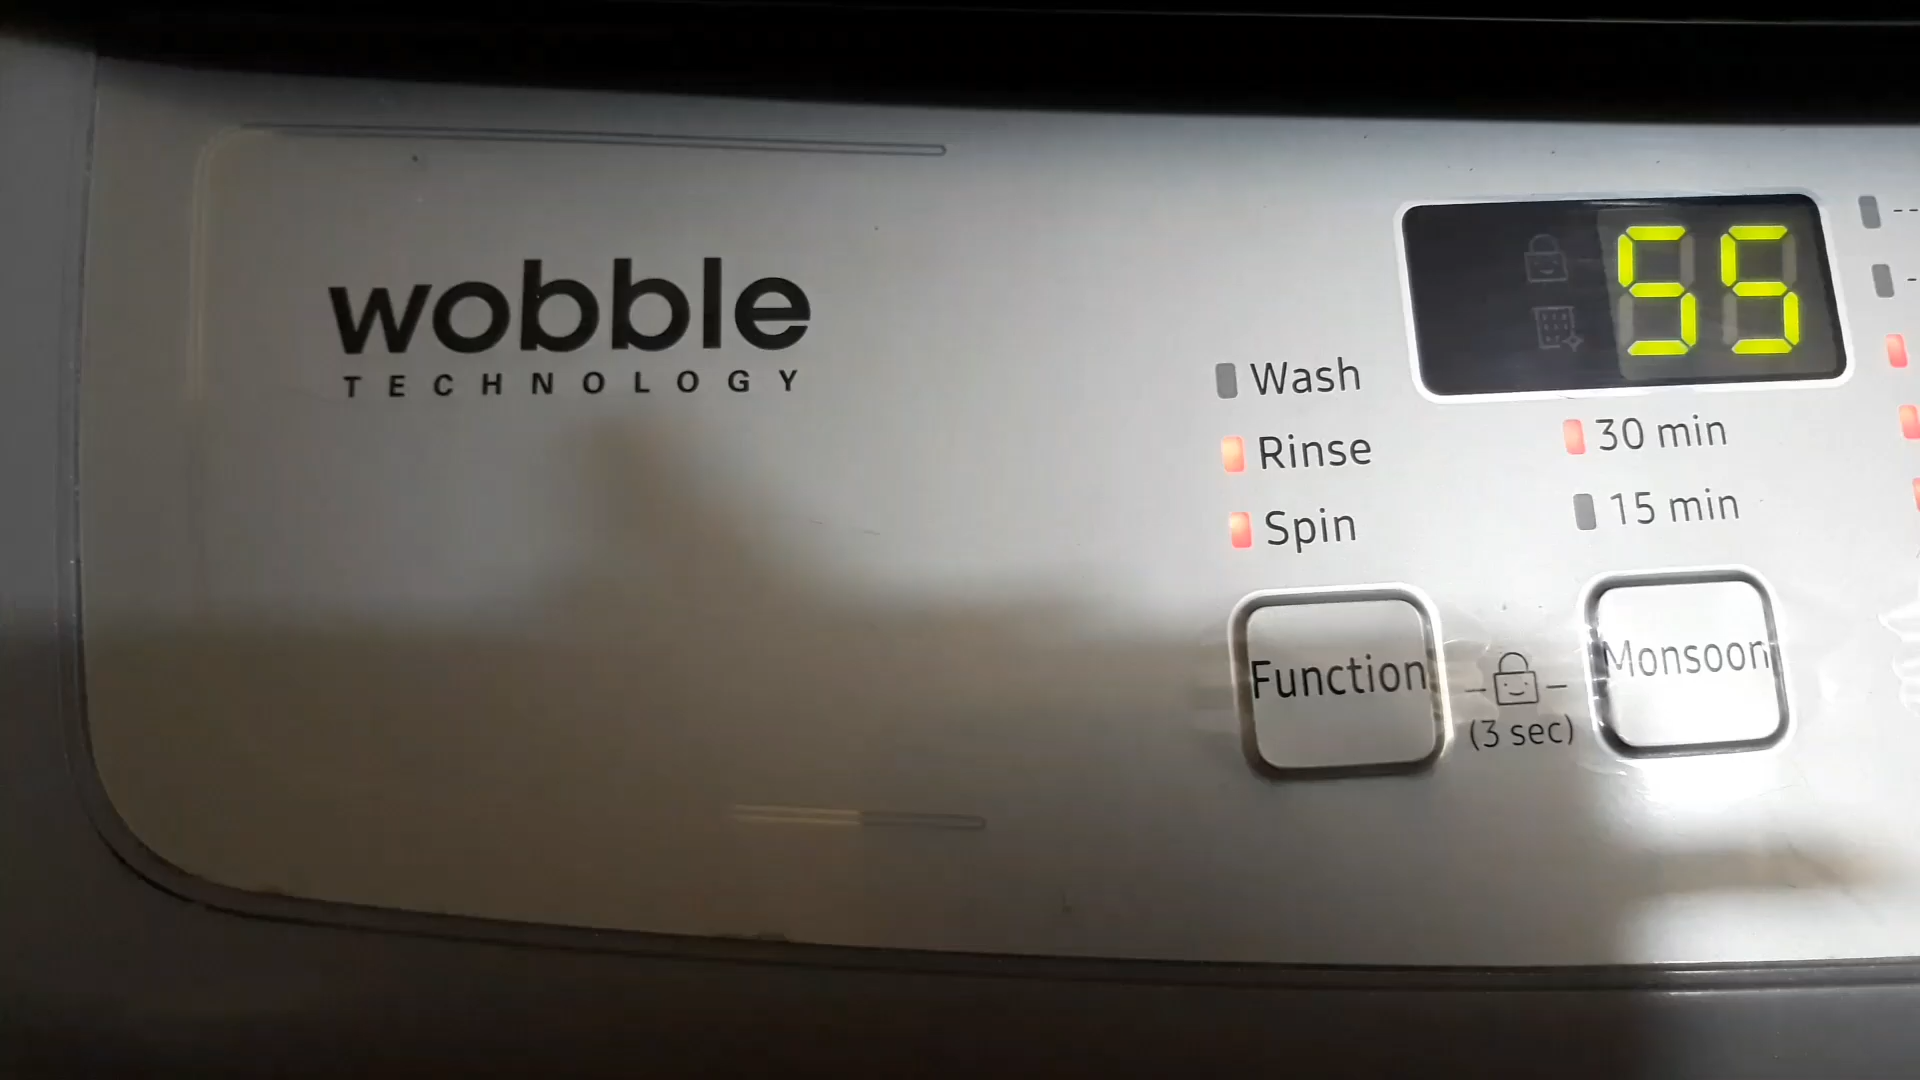 wobble
TECHNOLOGY
55
Wash
Rinse
Spin
30 min
15 min
Function
(3 sec)
Monsoon